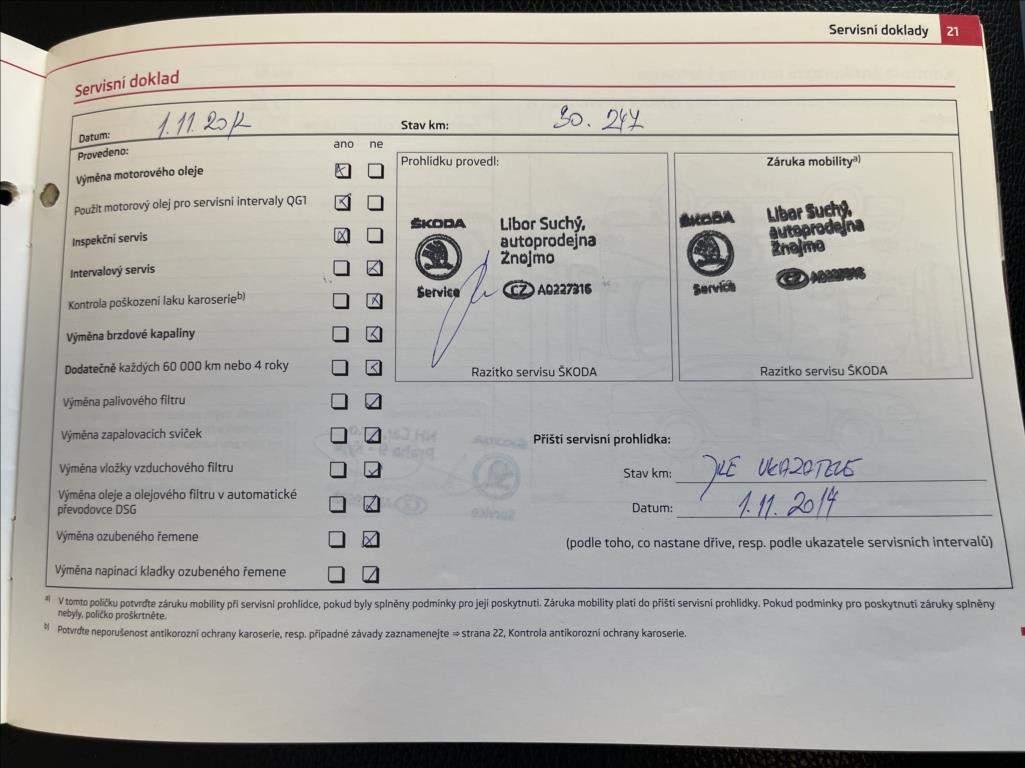 Servisní doklady 21
Servisní doklad
Datum: 1.11.2012 Stav km: 30.247
Provedeno: ano ne
Výměna motorového oleje
Použit motorový olej pro servisní intervaly QG1
Inspekční servis
Intervalový servis
Kontrola poškození laku karoserieb)
Výměna brzdové kapaliny
Dodatečně každých 60 000 km nebo 4 roky
Výměna palivového filtru
Výměna zapalovacích svíček
Výměna vložky vzduchového filtru
Výměna oleje a olejového filtru v automatické
převodovce DSG
Výměna ozubeného řemene
Výměna napínací kladky ozubeného řemene
Prohlídku provedl:
ŠKODA
Service
Libor Suchý,
autoprodejna
Znojmo
CZ A0227316
Razítko servisu ŠKODA
Záruka mobilitya)
ŠKODA
Service
Libor Suchý,
autoprodejna
Znojmo
CZ A0227316
Razítko servisu ŠKODA
Příští servisní prohlídka:
Stav km: DLE UKAZATELE
Datum: 1.11.2014
(podle toho, co nastane dříve, resp. podle ukazatele servisních intervalů)
a) V tomto políčku potvrďte záruku mobility při servisní prohlídce, pokud byly splněny podmínky pro její poskytnutí. Záruka mobility platí do příští servisní prohlídky. Pokud podmínky pro poskytnutí záruky splněny
nebyly, políčko proškrtněte.
b) Potvrďte neporušenost antikorozní ochrany karoserie, resp. případné závady zaznamenejte ⇒ strana 22, Kontrola antikorozní ochrany karoserie.